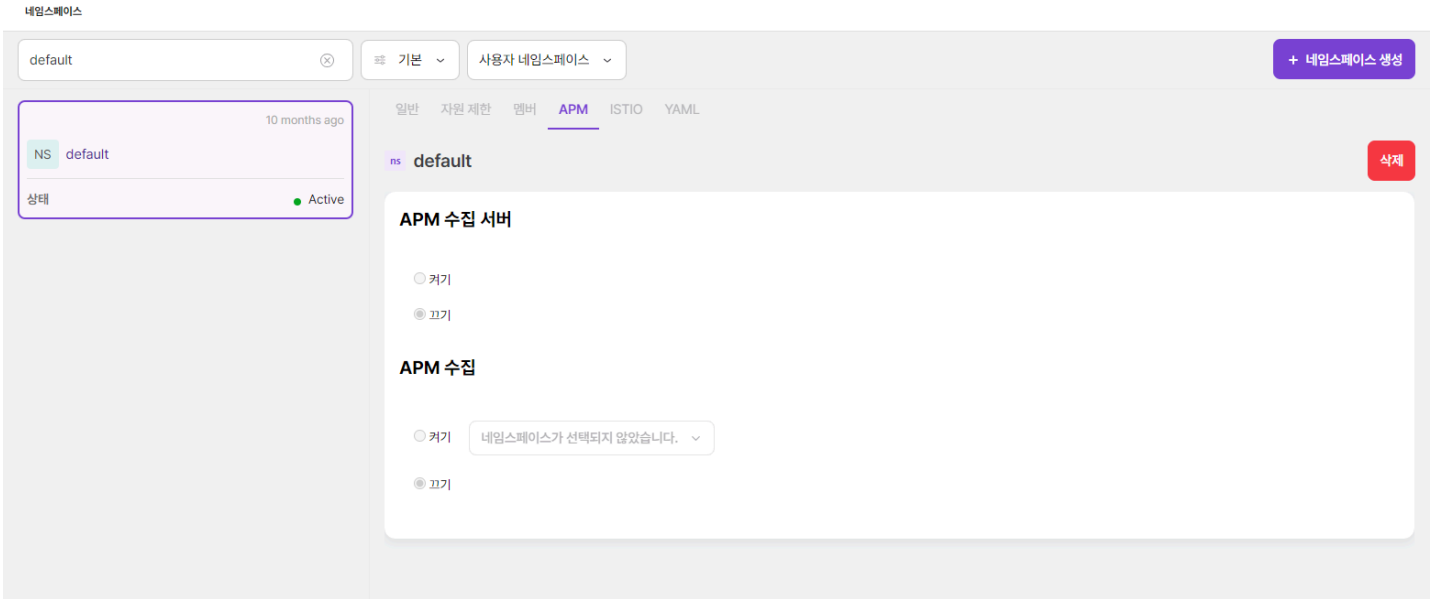 네임스페이스
default
기본
사용자 네임스페이스
+ 네임스페이스 생성
10 months ago
NS default
상태 Active
일반 자원 제한 멤버 APM ISTIO YAML
ns default
삭제
APM 수집 서버
켜기
끄기
APM 수집
켜기 네임스페이스가 선택되지 않았습니다.
끄기